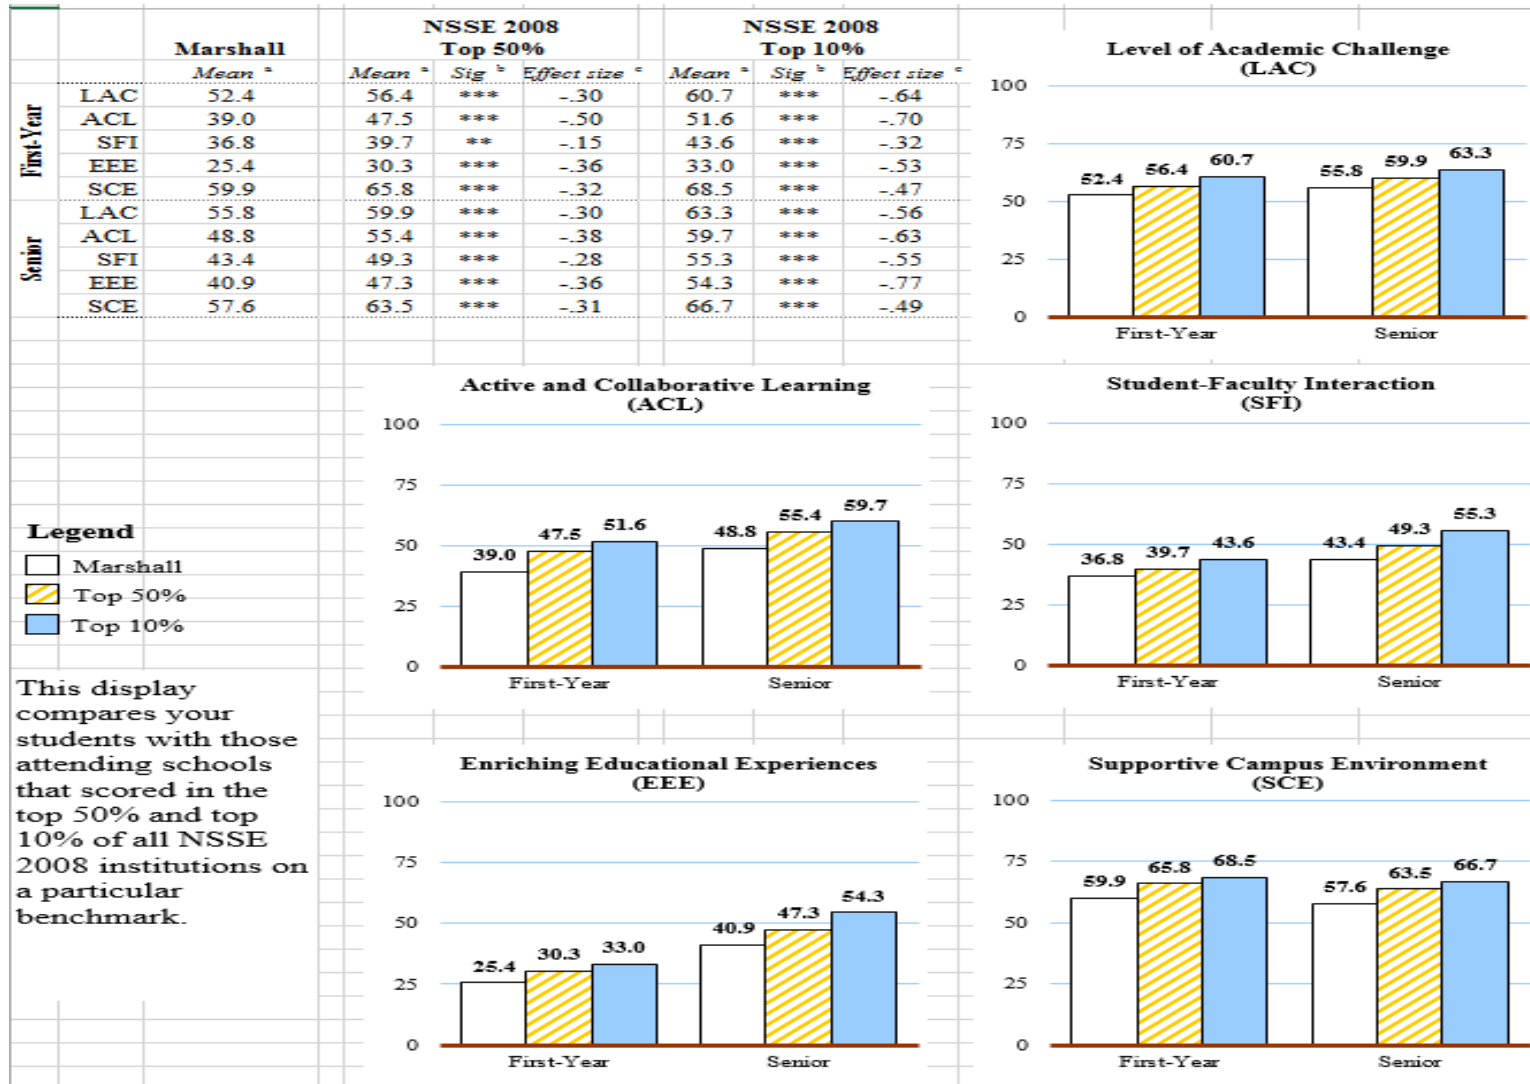 NSSE 2008 NSSE 2008
Marshall Top 50% Top 10%
Mean a Mean a Sig b Effect size c Mean a Sig b Effect size c
First-Year
LAC 52.4 56.4 *** -.30 60.7 *** -.64
ACL 39.0 47.5 *** -.50 51.6 *** -.70
SFI 36.8 39.7 ** -.15 43.6 *** -.32
EEE 25.4 30.3 *** -.36 33.0 *** -.53
SCE 59.9 65.8 *** -.32 68.5 *** -.47
Senior
LAC 55.8 59.9 *** -.30 63.3 *** -.56
ACL 48.8 55.4 *** -.38 59.7 *** -.63
SFI 43.4 49.3 *** -.28 55.3 *** -.55
EEE 40.9 47.3 *** -.36 54.3 *** -.77
SCE 57.6 63.5 *** -.31 66.7 *** -.49
Level of Academic Challenge
(LAC)
100
75
50
25
0
52.4 56.4 60.7 55.8 59.9 63.3
First-Year Senior
Active and Collaborative Learning
(ACL)
100
75
50
25
0
39.0 47.5 51.6 48.8 55.4 59.7
First-Year Senior
Student-Faculty Interaction
(SFI)
100
75
50
25
0
36.8 39.7 43.6 43.4 49.3 55.3
First-Year Senior
Legend
Marshall
Top 50%
Top 10%
This display
compares your
students with those
attending schools
that scored in the
top 50% and top
10% of all NSSE
2008 institutions on
a particular
benchmark.
Enriching Educational Experiences
(EEE)
100
75
50
25
0
25.4 30.3 33.0 40.9 47.3 54.3
First-Year Senior
Supportive Campus Environment
(SCE)
100
75
50
25
0
59.9 65.8 68.5 57.6 63.5 66.7
First-Year Senior